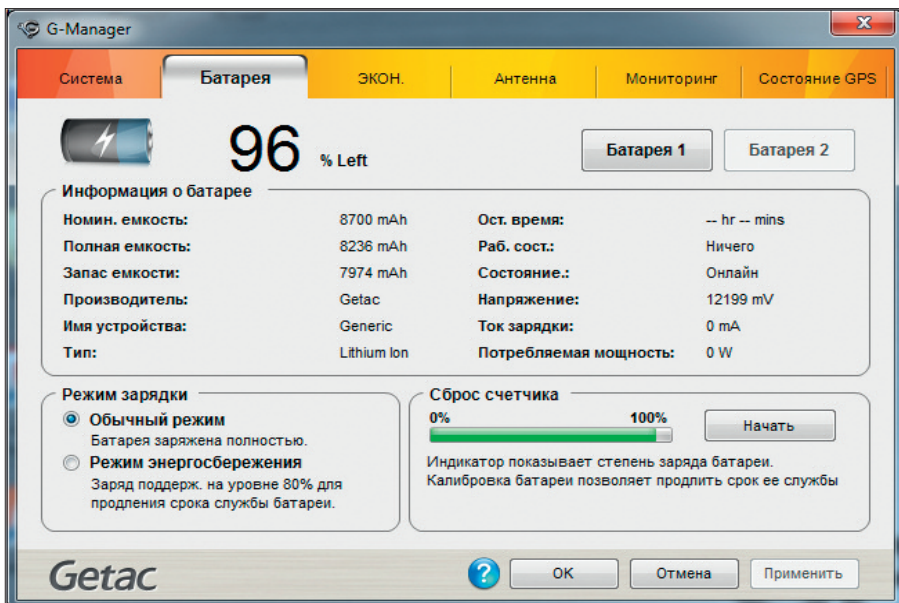 G-Manager
Система Батарея ЭКОН. Антенна Мониторинг Состояние GPS
96 % Left Батарея 1 Батарея 2
Информация о батарее
Номин. емкость: 8700 mAh Ост. время: -- hr -- mins
Полная емкость: 8236 mAh Раб. сост.: Ничего
Запас емкости: 7974 mAh Состояние.: Онлайн
Производитель: Getac Напряжение: 12199 mV
Имя устройства: Generic Ток зарядки: 0 mA
Тип: Lithium Ion Потребляемая мощность: 0 W
Режим зарядки
Обычный режим
Батарея заряжена полностью.
Режим энергосбережения
Заряд поддерж. на уровне 80% для
продления срока службы батареи.
Сброс счетчика
0% 100% Начать
Индикатор показывает степень заряда батареи.
Калибровка батареи позволяет продлить срок ее службы
Getac ? OK Отмена Применить